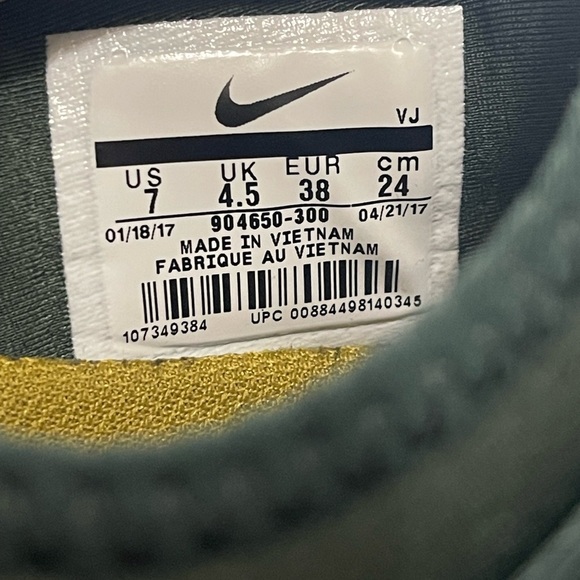 VJ
US UK EUR cm
7 4.5 38 24
01/18/17 904650-300 04/21/17
MADE IN VIETNAM
FABRIQUE AU VIETNAM
107349384 UPC 00884498140345